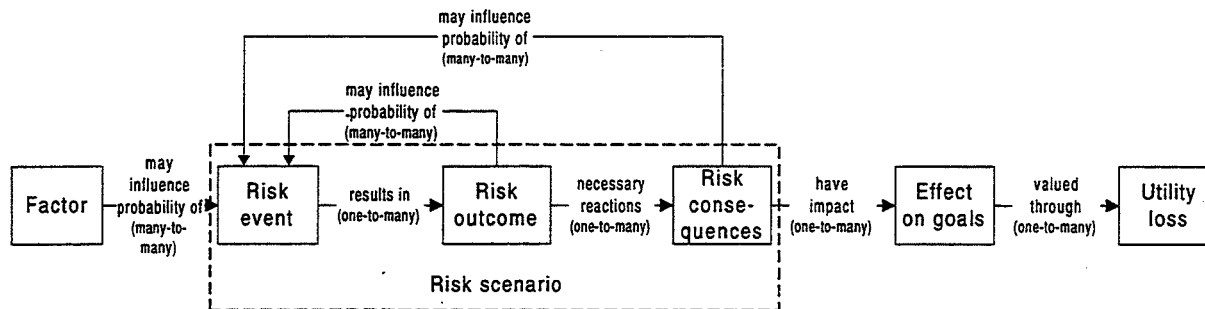 may influence
probability of
(many-to-many)
may influence
probability of
(many-to-many)
Factor
may
influence
probability of
(many-to-
many)
Risk
event
results in
(one-to-many)
Risk
outcome
necessary
reactions
(one-to-many)
Risk
conse-
quences
have
impact
(one-to-many)
Effect
on goals
valued
through
(one-to-many)
Utility
loss
Risk scenario